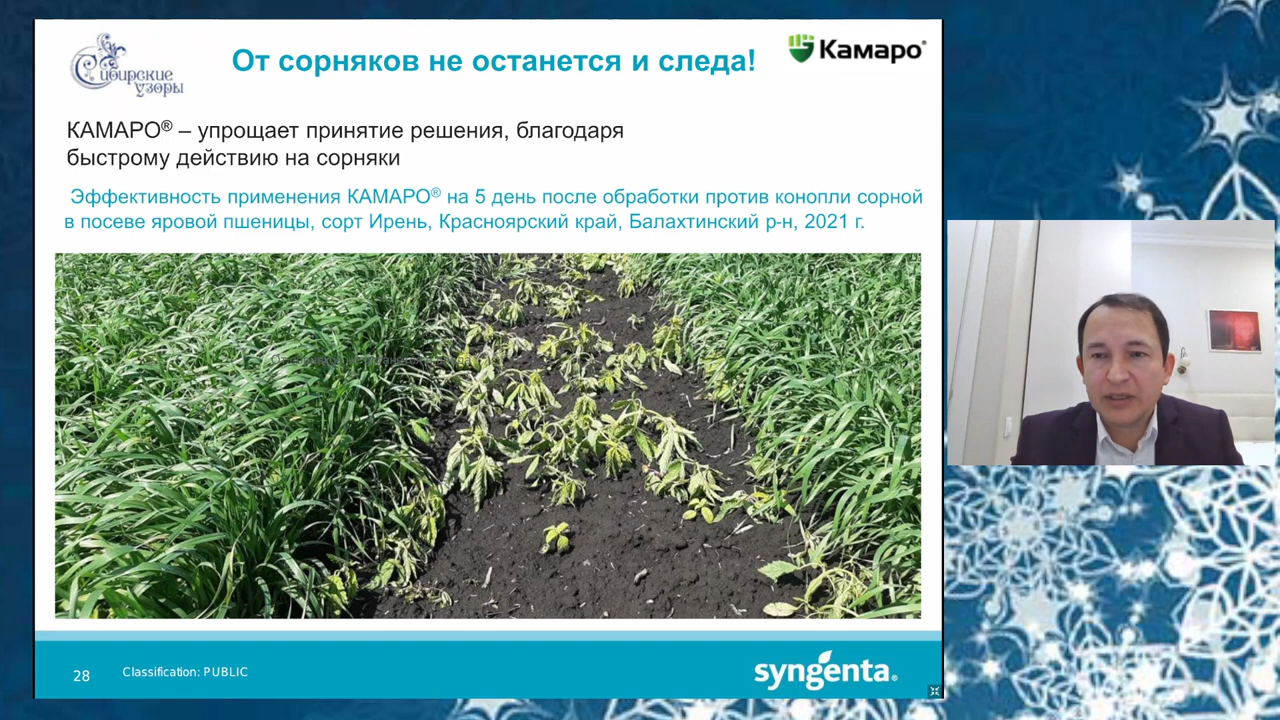 Сибирские
узоры
От сорняков не останется и следа!
Камаро®
КАМАРО® – упрощает принятие решения, благодаря
быстрому действию на сорняки
Эффективность применения КАМАРО® на 5 день после обработки против конопли сорной
в посеве яровой пшеницы, сорт Ирень, Красноярский край, Балахтинский р-н, 2021 г.
28
Classification: PUBLIC
syngenta®